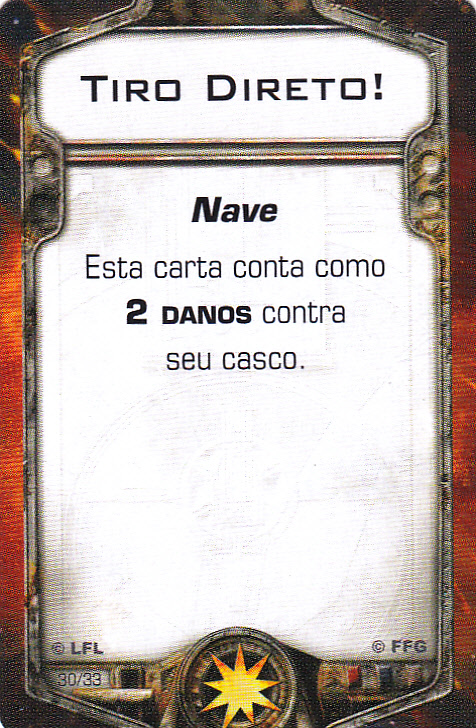 TIRO DIRETO!
Nave
Esta carta conta como
2 DANOS contra
seu casco.
© LFL
© FFG
30/33